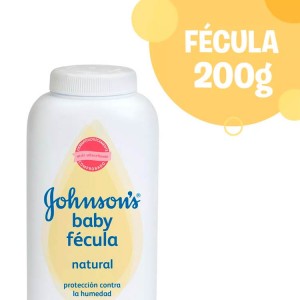 FÉCULA
200g
Johnson's®
baby
fécula
natural
protección contra
la humedad